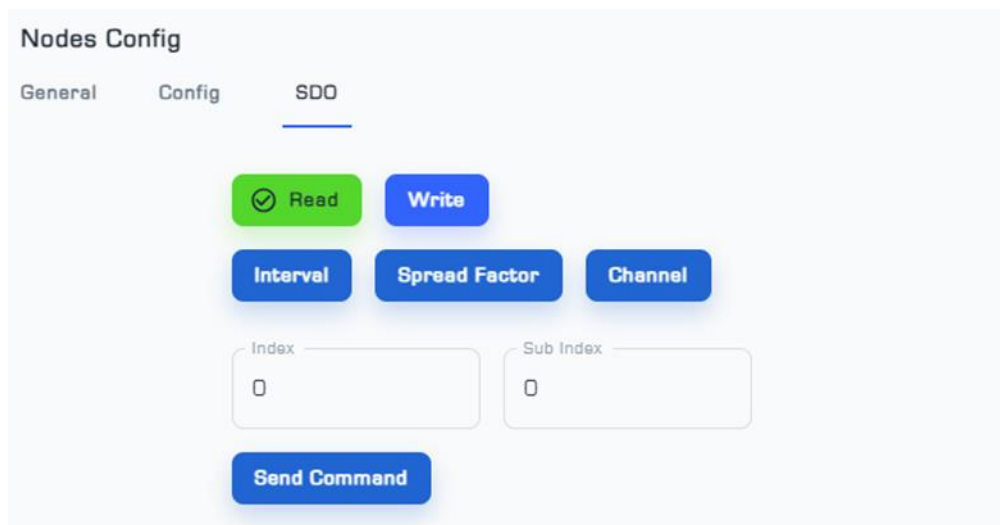 Nodes Config
General Config SDO
Read Write
Interval Spread Factor Channel
Index Sub Index
0 0
Send Command